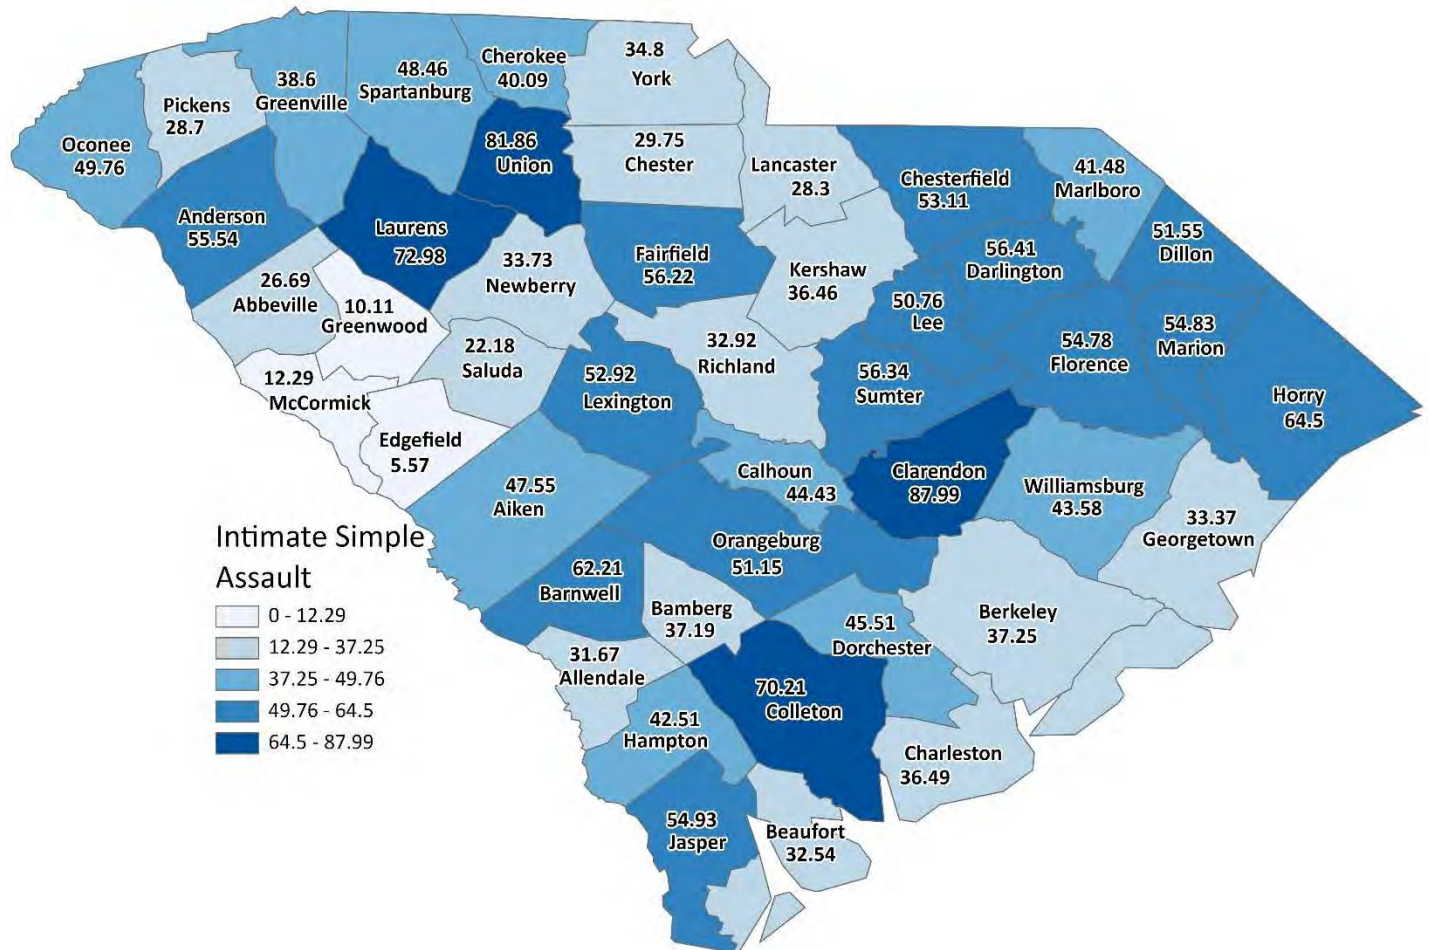 34.8
York
Cherokee
40.09
48.46
Spartanburg
38.6
Greenville
Pickens
28.7
Oconee
49.76
81.86
Union
29.75
Chester
Lancaster
28.3
Chesterfield
53.11
41.48
Marlboro
Anderson
55.54
Laurens
72.98
33.73
Newberry
Fairfield
56.22
Kershaw
36.46
56.41
Darlington
51.55
Dillon
26.69
Abbeville
10.11
Greenwood
50.76
Lee
54.83
Marion
22.18
Saluda
32.92
Richland
54.78
Florence
12.29
McCormick
52.92
Lexington
56.34
Sumter
Horry
64.5
Edgefield
5.57
47.55
Aiken
Calhoun
44.43
Clarendon
87.99
Williamsburg
43.58
33.37
Georgetown
Orangeburg
51.15
62.21
Barnwell
Bamberg
37.19
45.51
Dorchester
Berkeley
37.25
31.67
Allendale
70.21
Colleton
42.51
Hampton
Charleston
36.49
54.93
Jasper
Beaufort
32.54
Intimate Simple
Assault
0 - 12.29
12.29 - 37.25
37.25 - 49.76
49.76 - 64.5
64.5 - 87.99